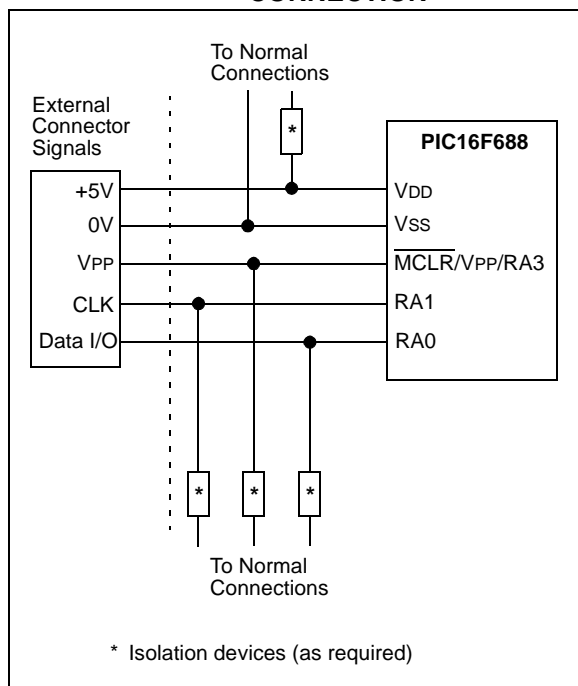 To Normal
Connections
External
Connector
Signals
*
PIC16F688
+5V
VDD
0V
VSS
VPP
MCLR/VPP/RA3
CLK
RA1
Data I/O
RA0
* * *
To Normal
Connections
* Isolation devices (as required)